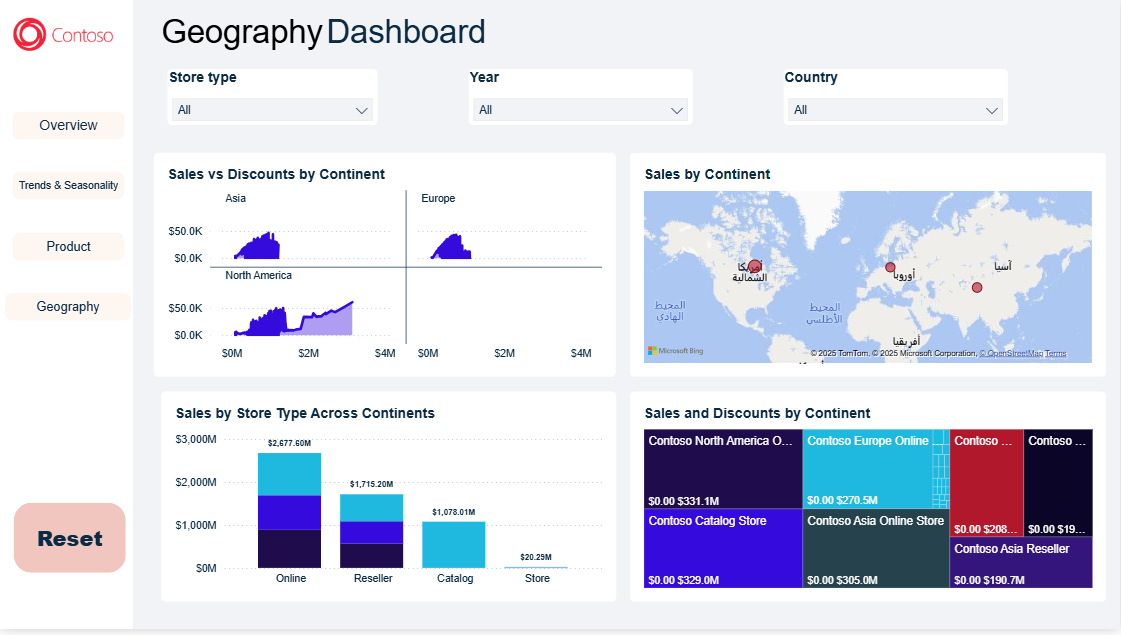 Contoso
Geography Dashboard
Store type
All
Year
All
Country
All
Overview
Trends & Seasonality
Product
Geography
Reset
Sales vs Discounts by Continent
Asia
Europe
$50.0K
$0.0K
North America
$50.0K
$0.0K
$0M
$2M
$4M
$0M
$2M
$4M
Sales by Continent
أمريكا
الشمالية
أوروبا
آسيا
المحيط
الهادي
المحيط
الأطلسي
أفريقيا
Microsoft Bing
© 2025 TomTom, © 2025 Microsoft Corporation, © OpenStreetMap Terms
Sales by Store Type Across Continents
$3,000M
$2,000M
$1,000M
$0M
$2,677.60M
$1,715.20M
$1,078.01M
$20.29M
Online
Reseller
Catalog
Store
Sales and Discounts by Continent
Contoso North America O...
$0.00 $331.1M
Contoso Europe Online
$0.00 $270.5M
Contoso ...
$0.00 $208...
Contoso ...
$0.00 $19...
Contoso Catalog Store
$0.00 $329.0M
Contoso Asia Online Store
$0.00 $305.0M
Contoso Asia Reseller
$0.00 $190.7M